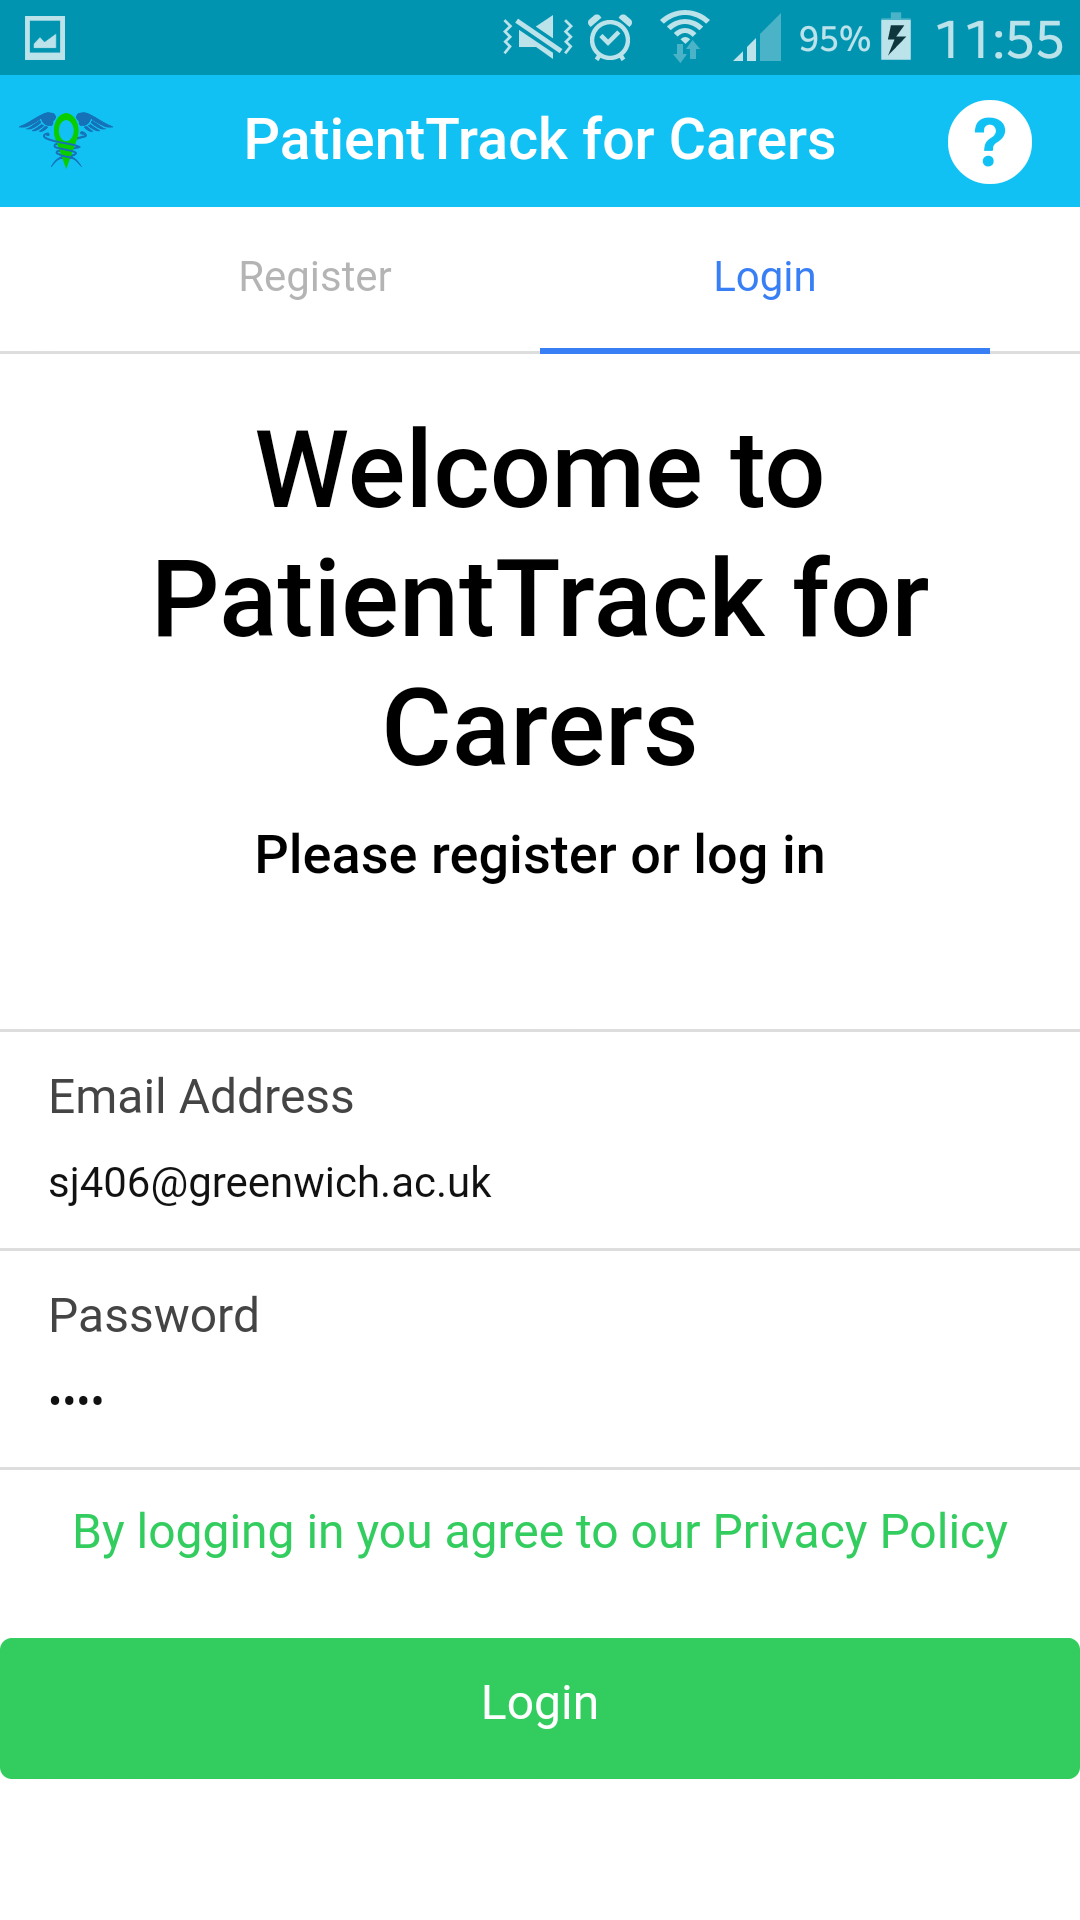 95% 11:55
PatientTrack for Carers ?
Register Login
Welcome to
PatientTrack for
Carers
Please register or log in
Email Address
sj406@greenwich.ac.uk
Password
••••
By logging in you agree to our Privacy Policy
Login